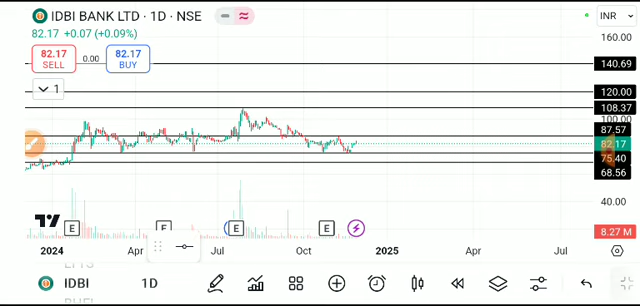 IDBI BANK LTD · 1D · NSE
INR
82.17 +0.07 (+0.09%)
160.00
82.17
SELL
0.00
82.17
BUY
140.69
1
120.00
108.37
100.00
87.57
82.17
75.40
68.56
40.00
E E E E
8.27 M
2024 Apr Jul Oct 2025 Apr Jul
IDBI 1D